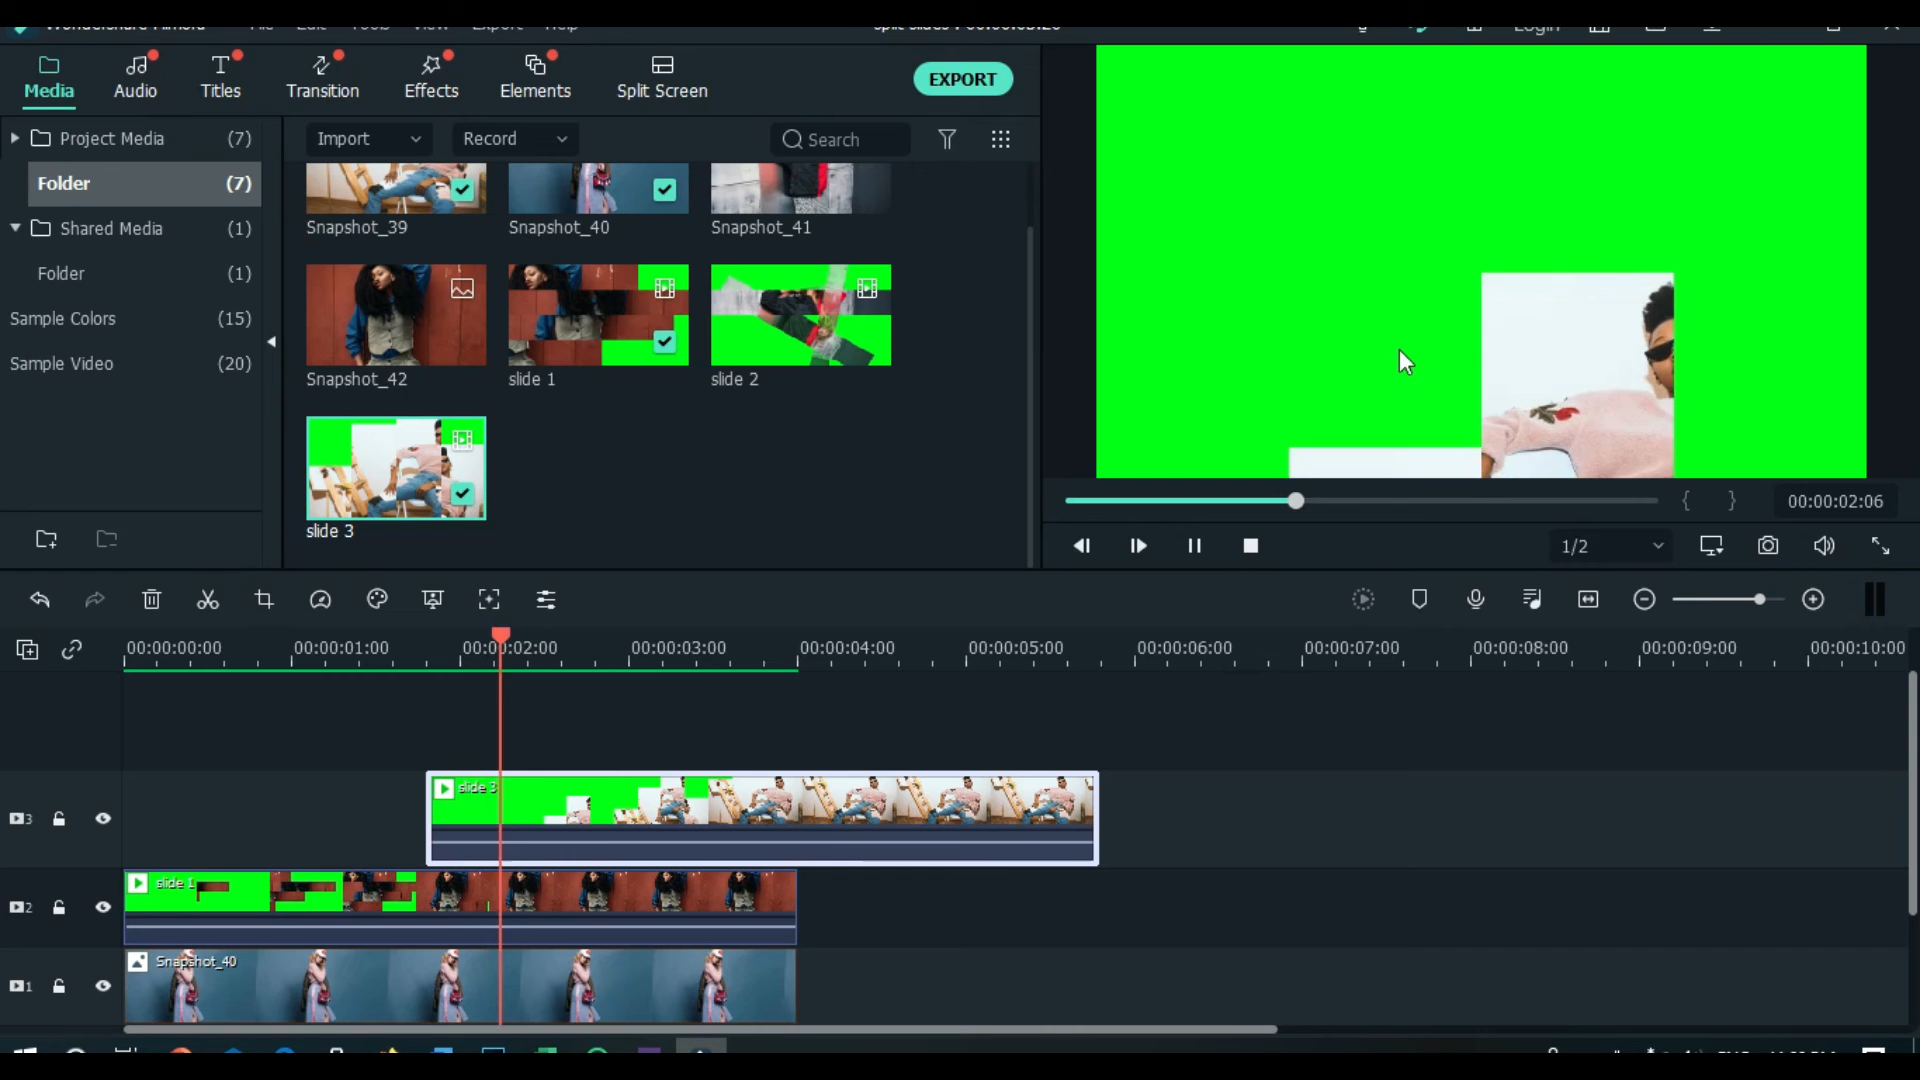 Media
Audio
Titles
Transition
Effects
Elements
Split Screen
EXPORT
Project Media (7)
Folder (7)
Shared Media (1)
Folder (1)
Sample Colors (15)
Sample Video (20)
Import
Record
Search
Snapshot_39
Snapshot_40
Snapshot_41
Snapshot_42
slide 1
slide 2
slide 3
{ }
00:00:02:06
1/2
00:00:00:00
00:00:01:00
00:00:02:00
00:00:03:00
00:00:04:00
00:00:05:00
00:00:06:00
00:00:07:00
00:00:08:00
00:00:09:00
00:00:10:00
slide 3
3
slide 1
2
Snapshot_40
1